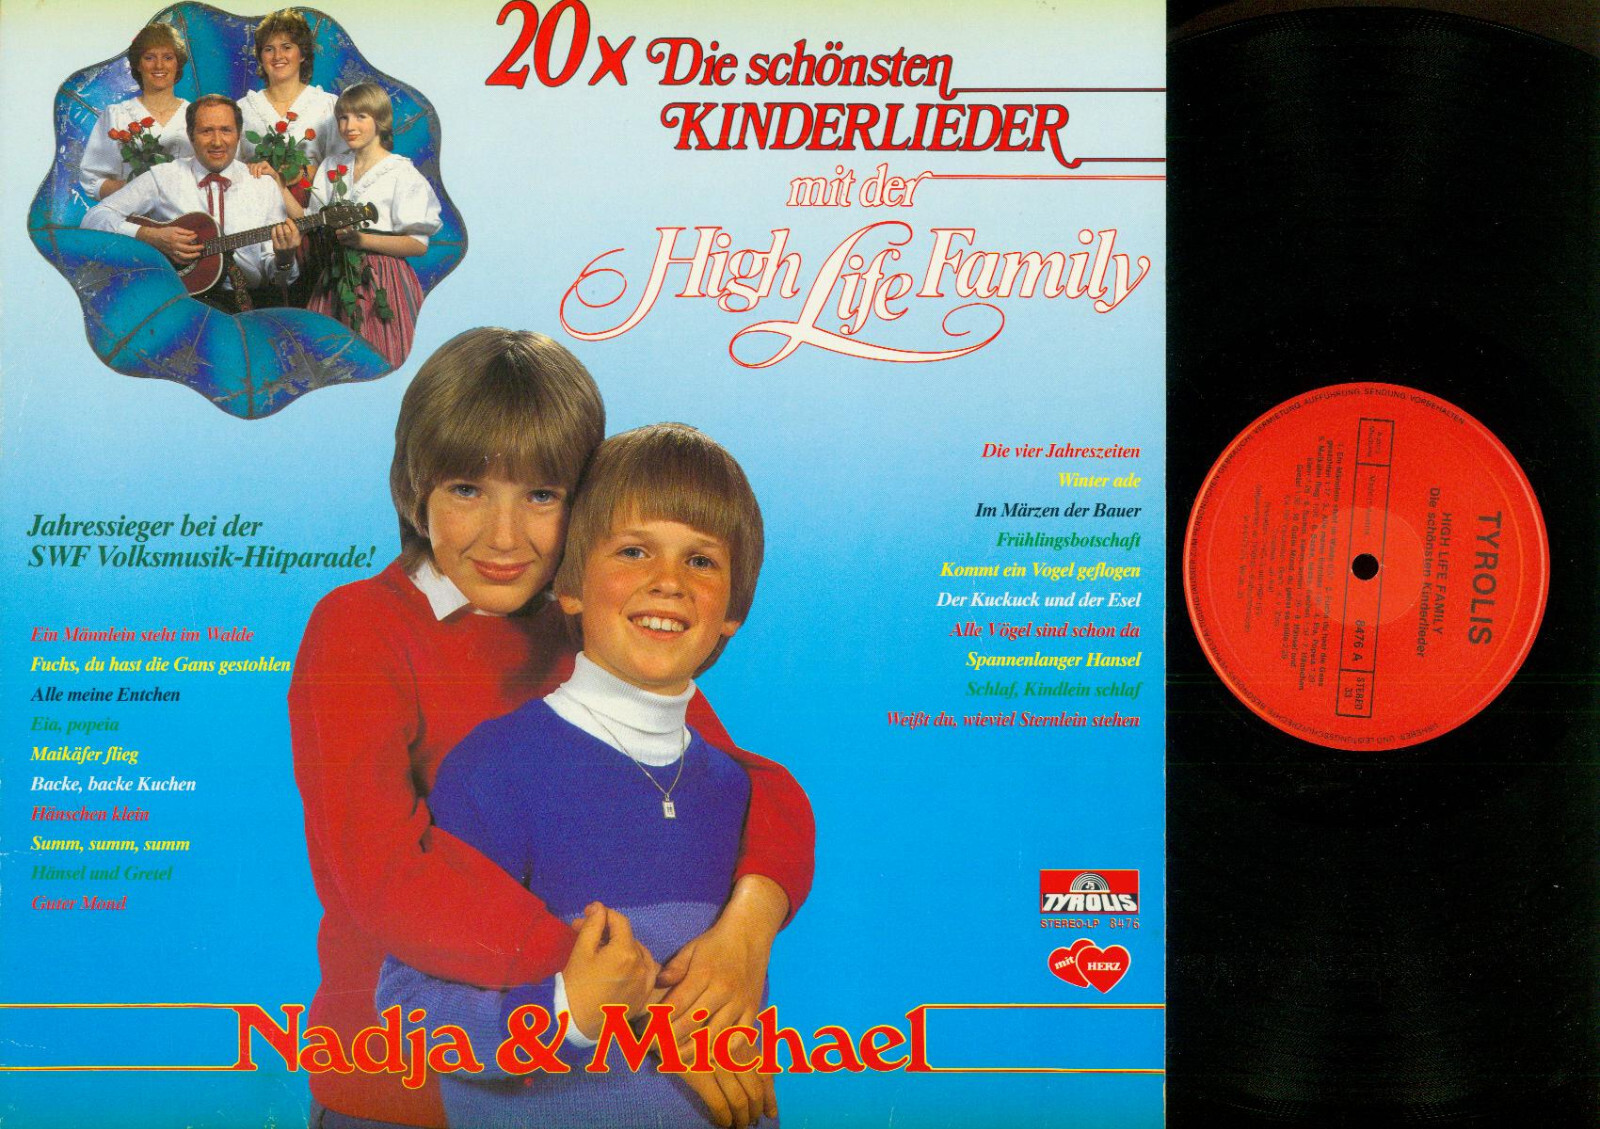 20x Die schönsten
KINDERLIEDER
mit der
High Life Family
Jahressieger bei der
SWF Volksmusik-Hitparade!
Ein Männlein steht im Walde
Fuchs, du hast die Gans gestohlen
Alle meine Entchen
Eia, popeia
Maikäfer flieg
Backe, backe Kuchen
Hänschen klein
Summ, summ, summ
Hänsel und Gretel
Guter Mond
Die vier Jahreszeiten
Winter ade
Im Märzen der Bauer
Frühlingsbotschaft
Kommt ein Vogel geflogen
Der Kuckuck und der Esel
Alle Vögel sind schon da
Spannenlanger Hansel
Schlaf, Kindlein schlaf
Weißt du, wieviel Sternlein stehen
TYROLIS
STEREO-LP 8476
mit HERZ
Nadja & Michael
TYROLIS
HIGH LIFE FAMILY
Die schönsten Kinderlieder
8476 A
STEREO
33